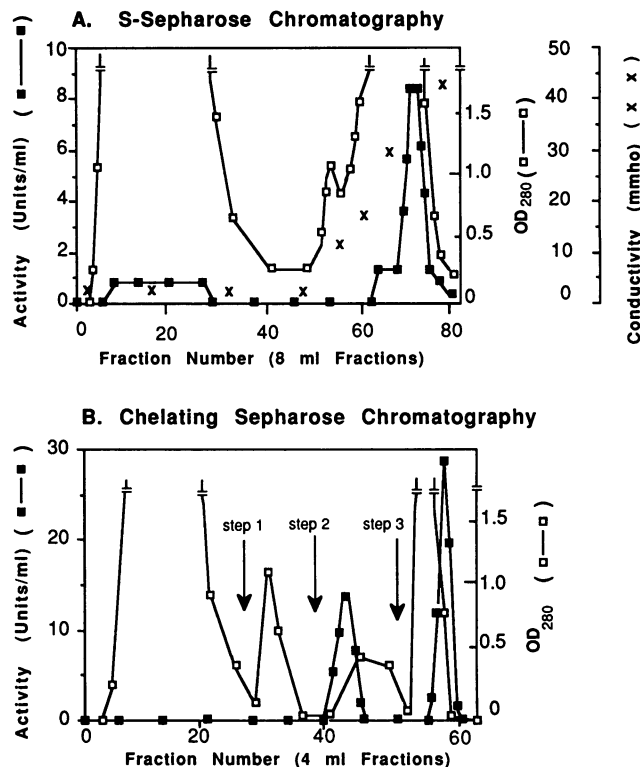 A. S-Sepharose Chromatography
Activity (Units/ml) ( ■—■ )
10
8
6
4
2
0
0 20 40 60 80
Fraction Number (8 ml Fractions)
1.5
1.0
0.5
0
OD280 ( □—□ )
50
40
30
20
10
0
Conductivity (mmho) ( x x )
B. Chelating Sepharose Chromatography
Activity (Units/ml) ( ■—■ )
30
20
10
0
step 1 step 2 step 3
0 20 40 60
Fraction Number (4 ml Fractions)
1.5
1.0
0.5
0
OD280 ( □—□ )